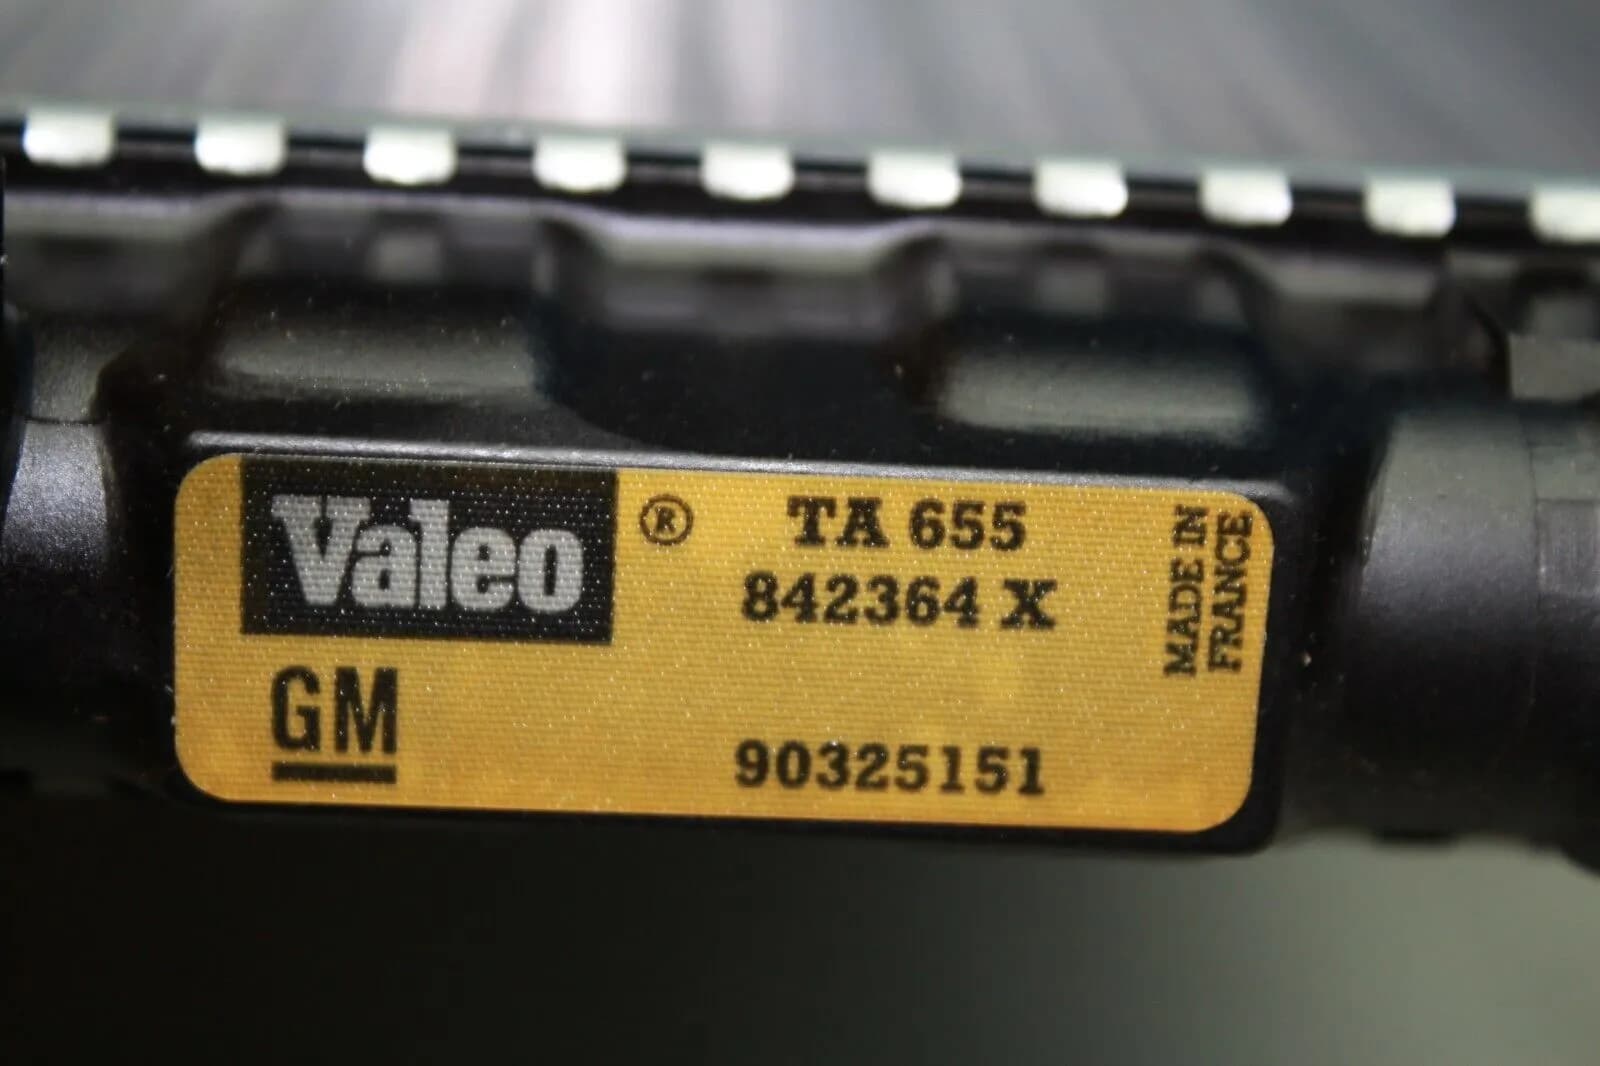 Valeo ®
TA 655
842364 X
MADE IN
FRANCE
GM
90325151